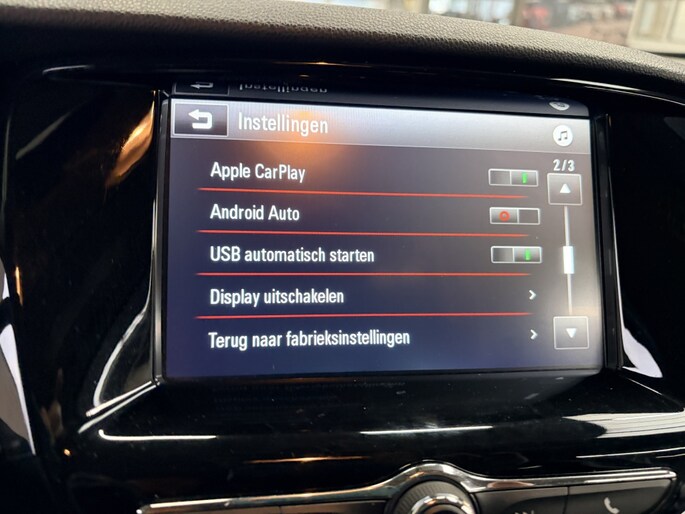 Instellingen
2/3
Apple CarPlay
Android Auto
USB automatisch starten
Display uitschakelen
Terug naar fabrieksinstellingen